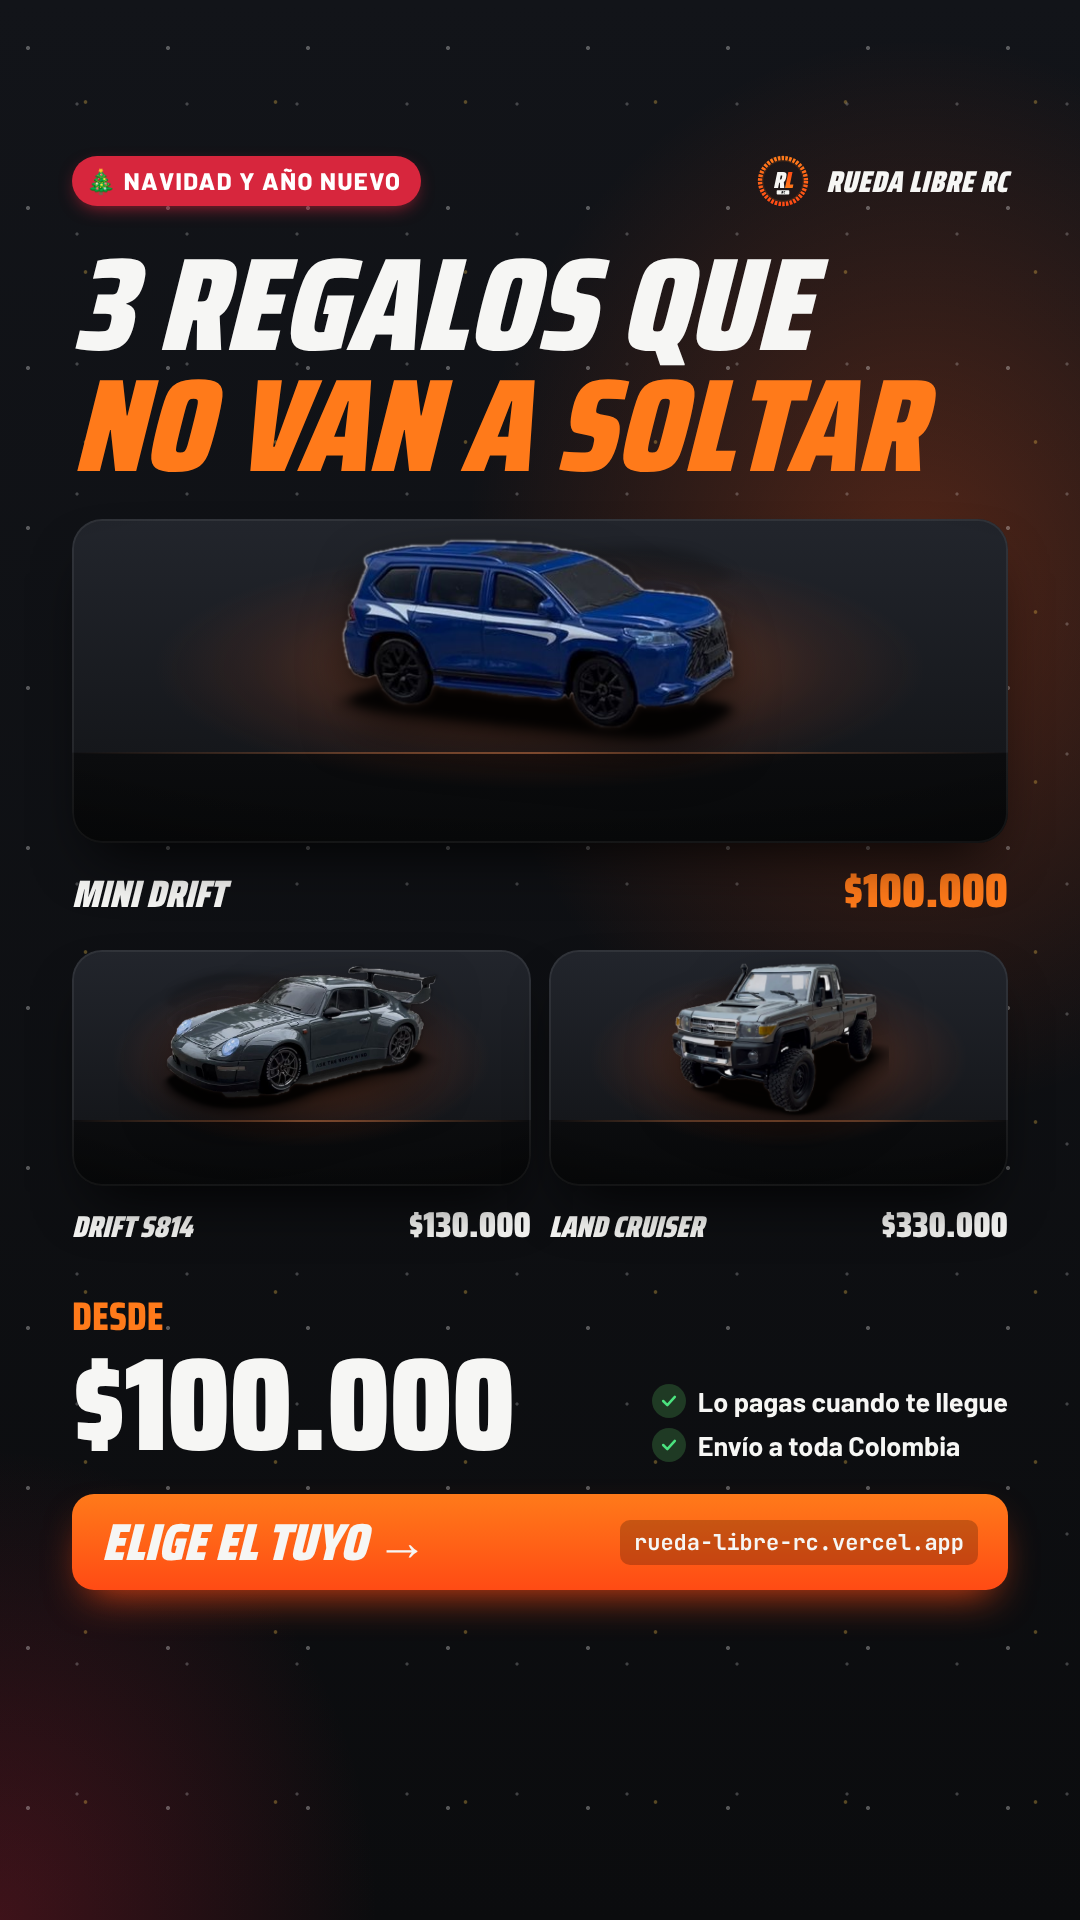 🎄 NAVIDAD Y AÑO NUEVO
RL
RUEDA LIBRE RC
3 REGALOS QUE
NO VAN A SOLTAR
MINI DRIFT
$100.000
DRIFT S814
$130.000
LAND CRUISER
$330.000
DESDE
$100.000
Lo pagas cuando te llegue
Envío a toda Colombia
ELIGE EL TUYO →
rueda-libre-rc.vercel.app